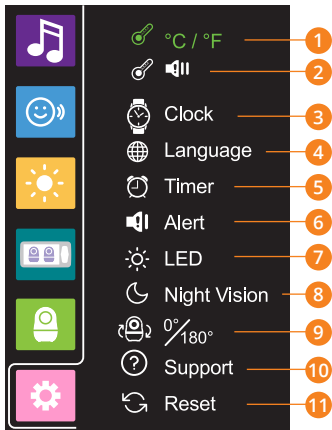 °C / °F 1
2
Clock 3
Language 4
Timer 5
Alert 6
LED 7
Night Vision 8
0°/180° 9
? Support 10
Reset 11